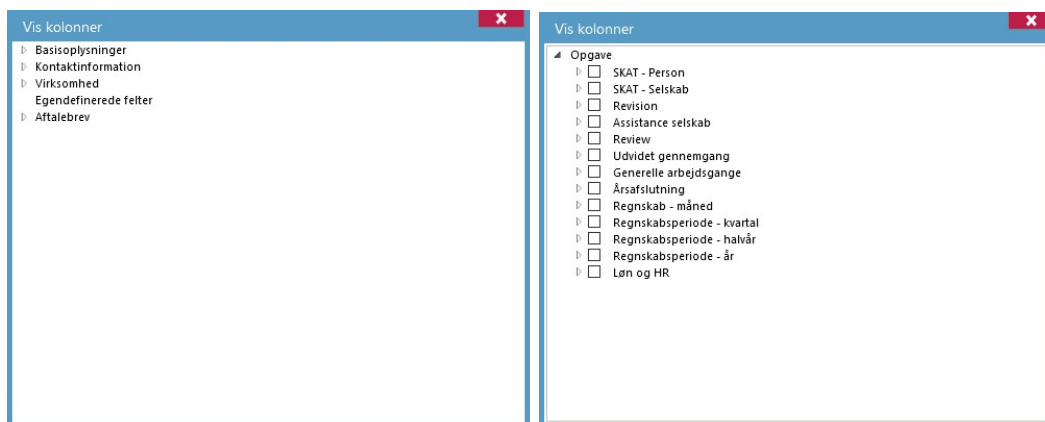 Vis kolonner
Basisoplysninger
Kontaktinformation
Virksomhed
Egendefinerede felter
Aftalebrev
Vis kolonner
Opgave
SKAT - Person
SKAT - Selskab
Revision
Assistance selskab
Review
Udvidet gennemgang
Generelle arbejdsgange
Årsafslutning
Regnskab - måned
Regnskabsperiode - kvartal
Regnskabsperiode - halvår
Regnskabsperiode - år
Løn og HR